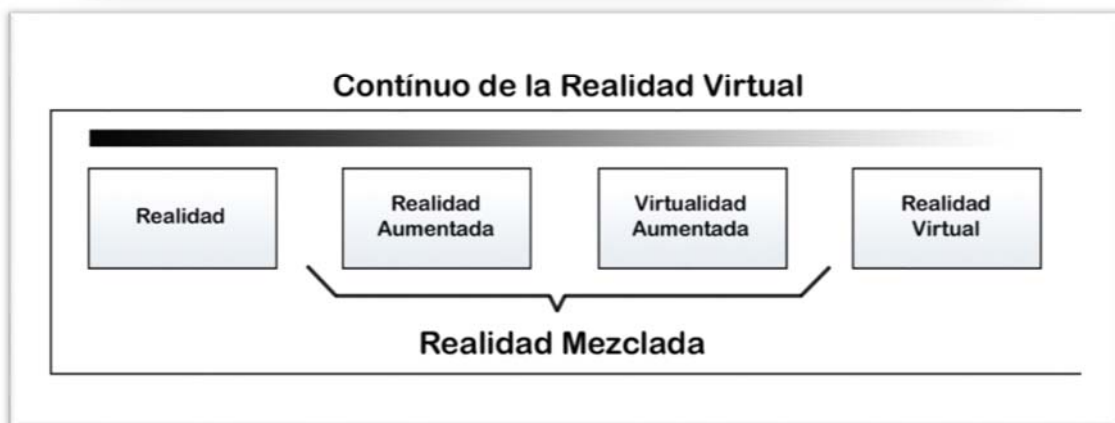 Contínuo de la Realidad Virtual
Realidad
Realidad
Aumentada
Virtualidad
Aumentada
Realidad
Virtual
Realidad Mezclada